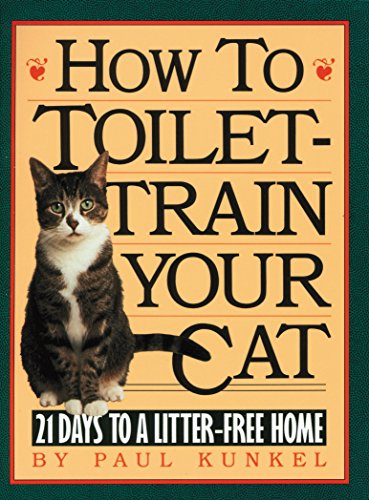 How To
TOILET-
TRAIN
YOUR
CAT
21 DAYS TO A LITTER-FREE HOME
BY PAUL KUNKEL